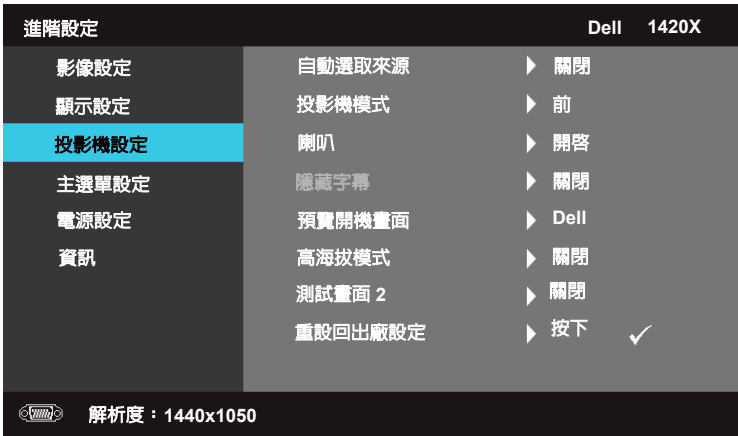 進階設定 Dell 1420X
影像設定 自動選取來源 關閉
顯示設定 投影機模式 前
投影機設定 喇叭 開啓
主選單設定 隱藏字幕 關閉
電源設定 預覽開機畫面 Dell
資訊 高海拔模式 關閉
測試畫面 2 關閉
重設回出廠設定 按下
解析度：1440x1050